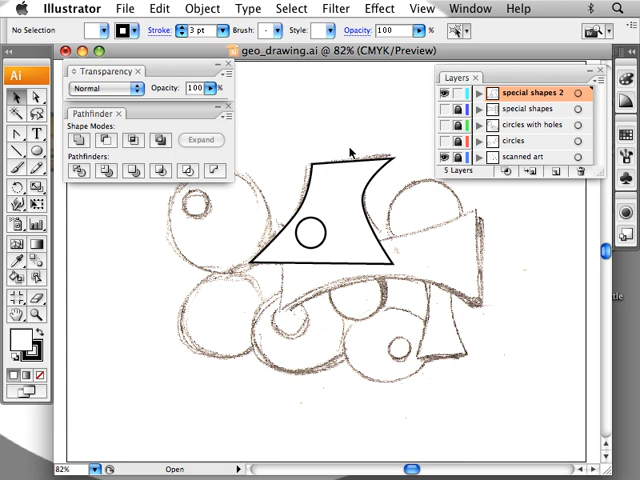 Illustrator File Edit Object Type Select Filter Effect View Window Help
No Selection Stroke: 3 pt Brush: Style: Opacity: 100 %
geo_drawing.ai @ 82% (CMYK/Preview)
Ai
Transparency
Normal Opacity: 100 %
Pathfinder
Shape Modes:
Expand
Pathfinders:
Layers
special shapes 2
special shapes
circles with holes
circles
scanned art
5 Layers
82% Open